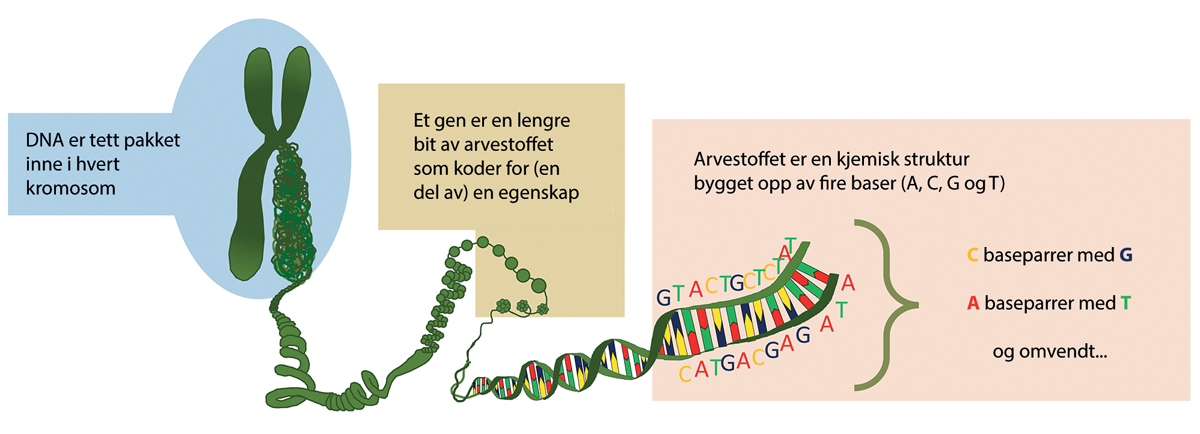 DNA er tett pakket
inne i hvert
kromosom
Et gen er en lengre
bit av arvestoffet
som koder for (en
del av) en egenskap
Arvestoffet er en kjemisk struktur
bygget opp av fire baser (A, C, G og T)
GTACTGCTCTAT
CATGACGAGATA
C baseparrer med G
A baseparrer med T
og omvendt...